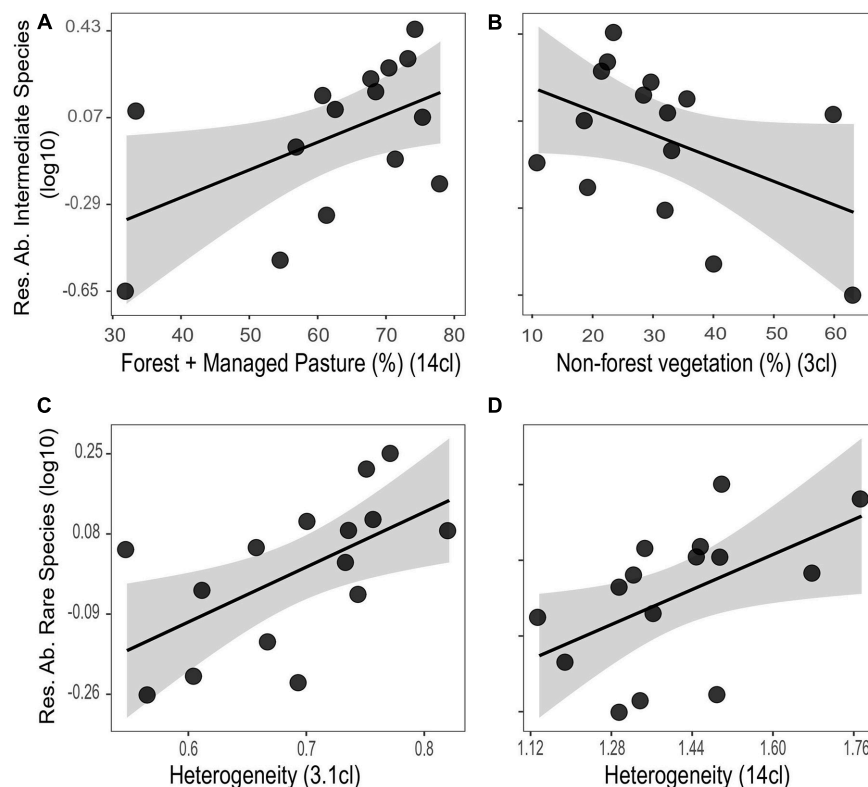 A
B
Res. Ab. Intermediate Species
(log10)
0.43
0.07
-0.29
-0.65
30 40 50 60 70 80
10 20 30 40 50 60
Forest + Managed Pasture (%) (14cl)
Non-forest vegetation (%) (3cl)
C
D
Res. Ab. Rare Species (log10)
0.25
0.08
-0.09
-0.26
0.6 0.7 0.8
1.12 1.28 1.44 1.60 1.76
Heterogeneity (3.1cl)
Heterogeneity (14cl)